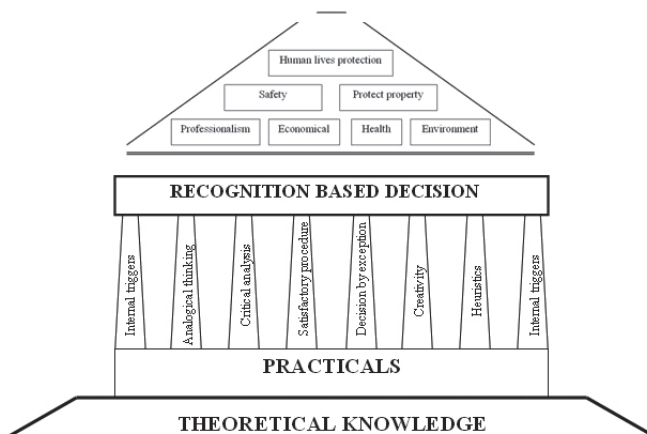 Human lives protection
Safety
Protect property
Professionalism
Economical
Health
Environment
RECOGNITION BASED DECISION
Internal triggers
Analogical thinking
Critical analysis
Satisfactory procedure
Decision by exception
Creativity
Heuristics
Internal triggers
PRACTICALS
THEORETICAL KNOWLEDGE